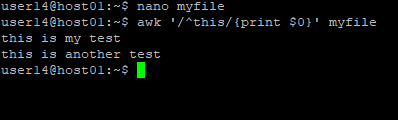 user14@host01:~$ nano myfile
user14@host01:~$ awk '/^this/{print $0}' myfile
this is my test
this is another test
user14@host01:~$